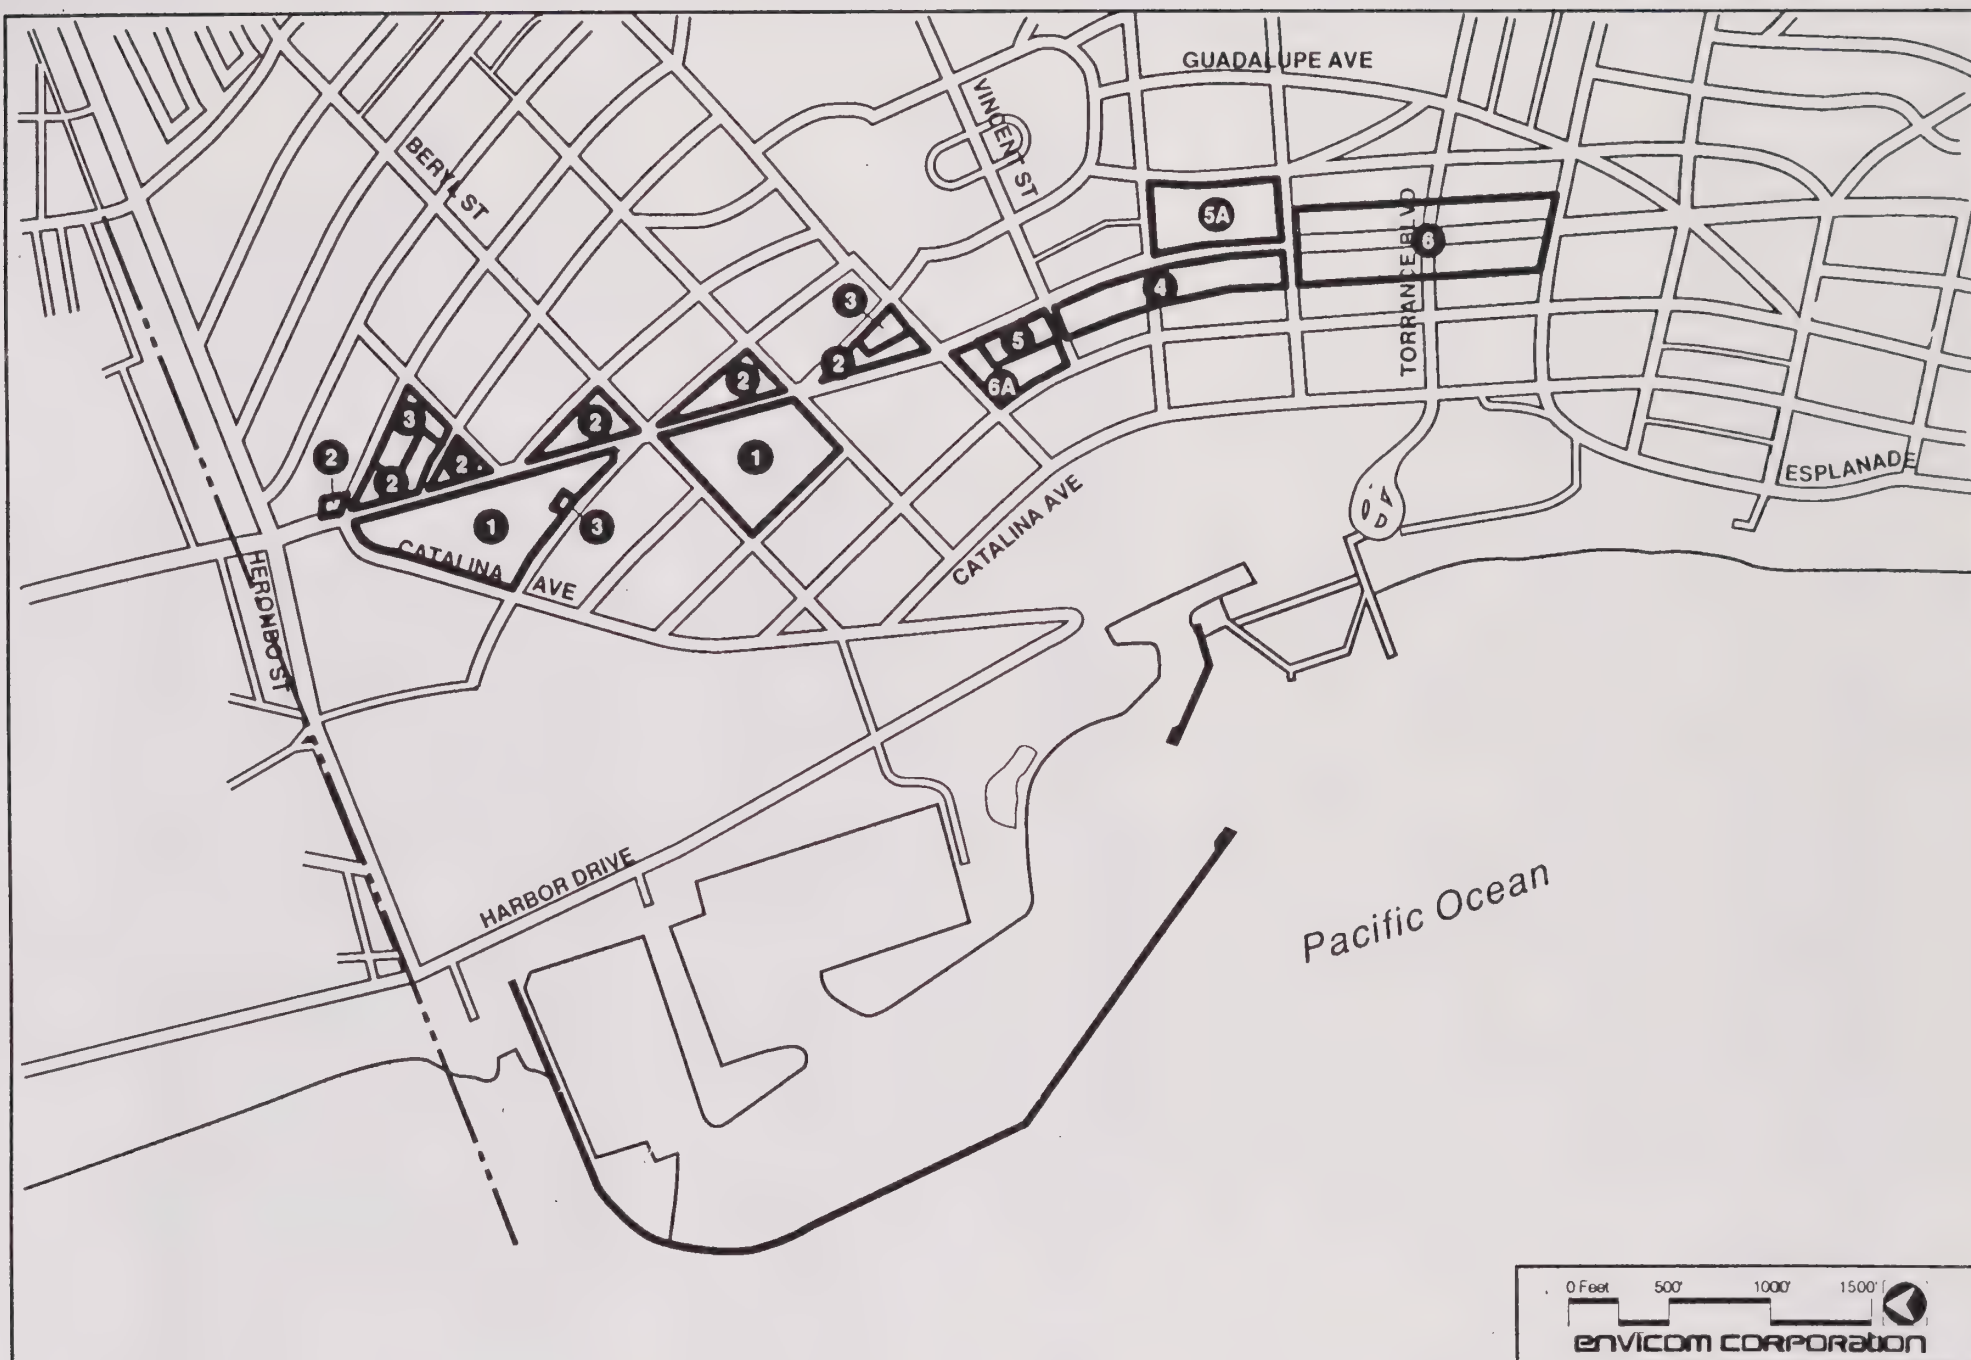 GUADALUPE AVE
VINCENT ST
BERYL ST
5A
6
TORRANCE BLVD
4
3
5
2
2
6A
3
2
2
2
1
2
2
ESPLANADE
1
3
CATALINA AVE
CATALINA AVE
HERONDO ST
HARBOR DRIVE
Pacific Ocean
0 Feet 500' 1000' 1500'
envicom corporation